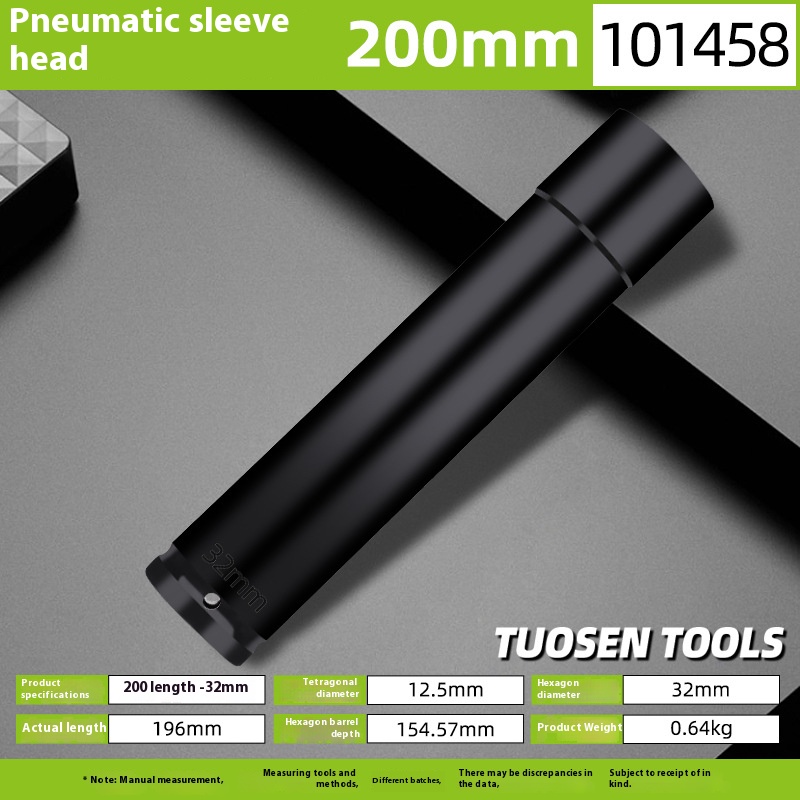 Pneumatic sleeve
head
200mm
101458
32mm
TUOSEN TOOLS
Product
specifications
200 length -32mm
Tetragonal
diameter
12.5mm
Hexagon
diameter
32mm
Actual length
196mm
Hexagon barrel
depth
154.57mm
Product Weight
0.64kg
* Note: Manual measurement,
Measuring tools and
methods,
Different batches,
There may be discrepancies in
the data,
Subject to receipt of in
kind.